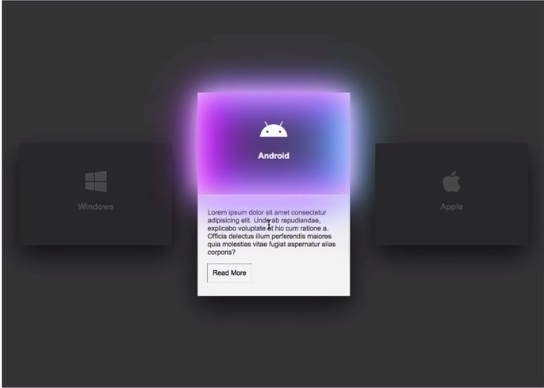 Android
Windows
Apple
Lorem ipsum dolor sit amet consectetur
adipisicing elit. Unde ab repudiandae,
explicabo voluptate et hic cum ratione a.
Officia delectus illum perferendis maiores
quia molestias vitae fugiat aspernatur alias
corporis?
Read More